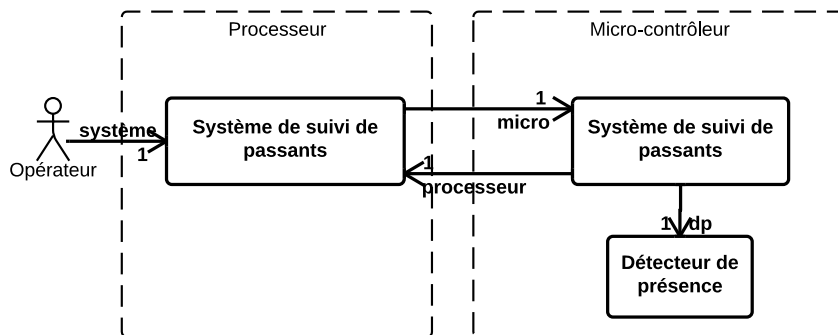 Processeur
Micro-contrôleur
Opérateur
système
1
Système de suivi de
passants
1
micro
1
processeur
Système de suivi de
passants
1 dp
Détecteur de
présence